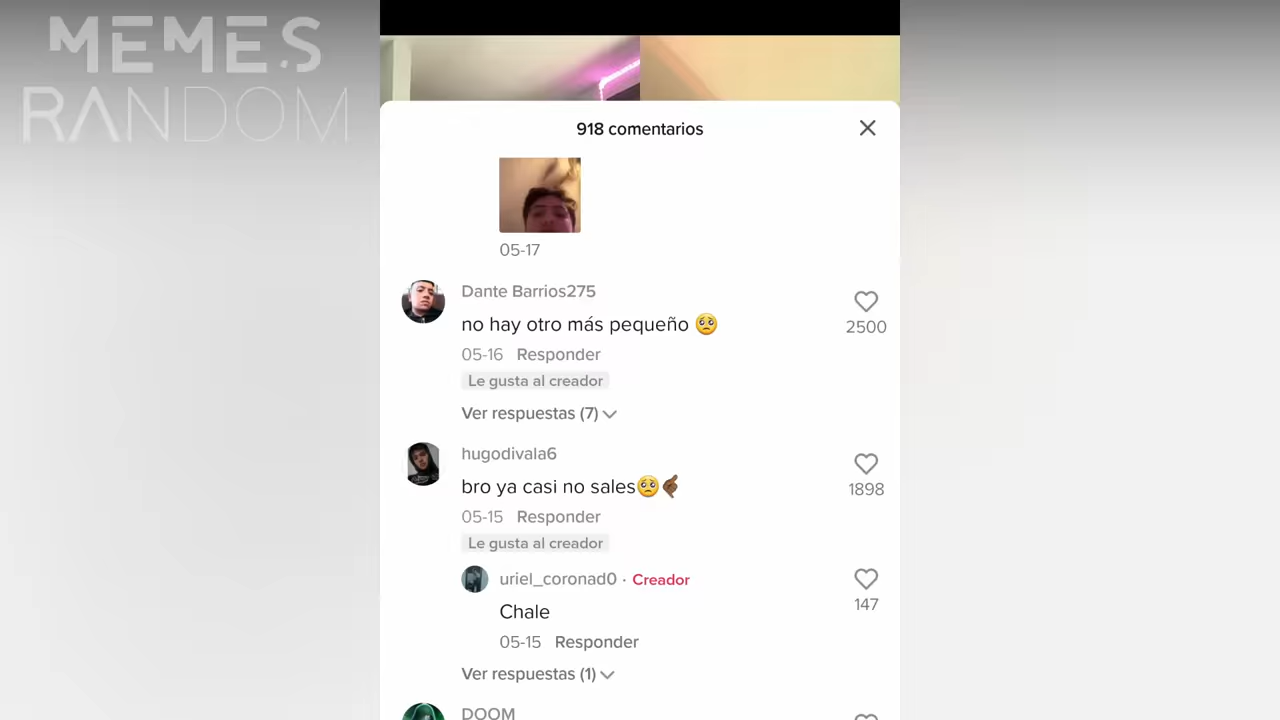 MEMES
RANDOM
918 comentarios
05-17
Dante Barrios275
no hay otro más pequeño 🥺
2500
05-16 Responder
Le gusta al creador
Ver respuestas (7)
hugodivala6
bro ya casi no sales🥺🤙🏾
1898
05-15 Responder
Le gusta al creador
uriel_coronad0 · Creador
Chale
147
05-15 Responder
Ver respuestas (1)
DOOM